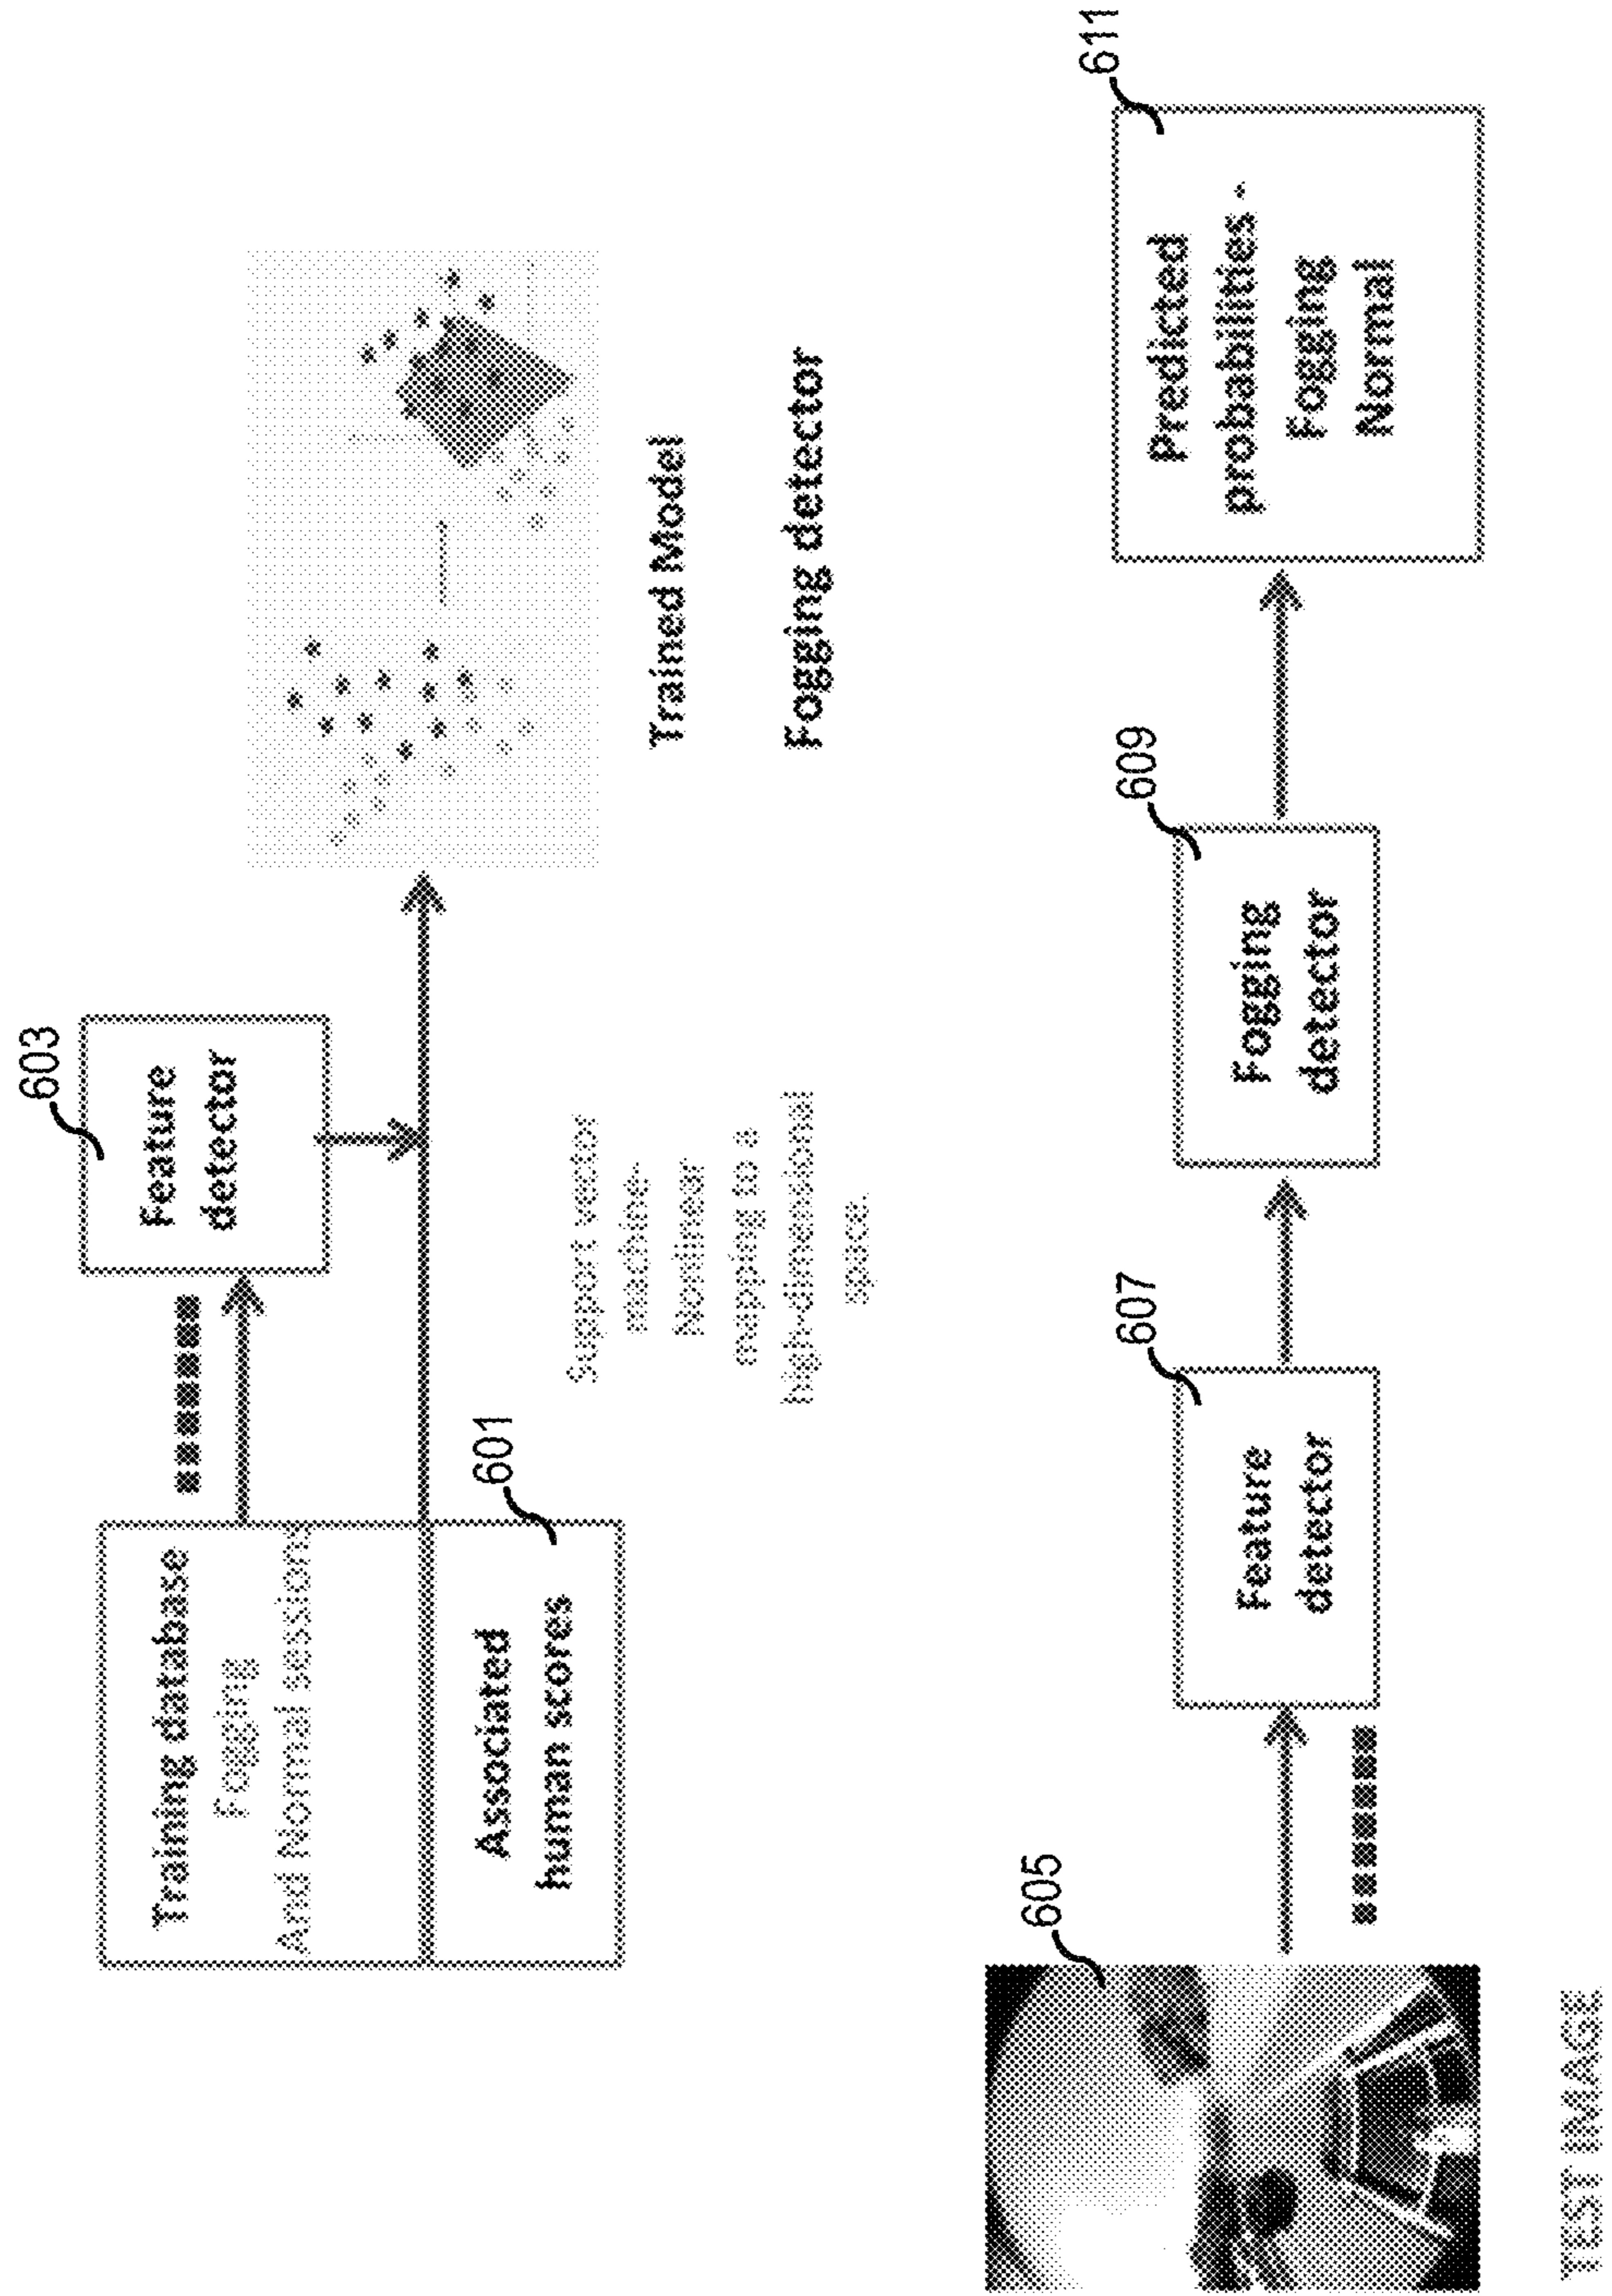 603
Feature
detector
Training database
Fogging
And Normal sessions
Associated
human scores
601
Support vector
machine-
Nonlinear
mapping to a
high-dimensional
space.
Trained Model
Fogging detector
605
TEST IMAGE
607
Feature
detector
609
Fogging
detector
611
Predicted
probabilities -
Fogging
Normal